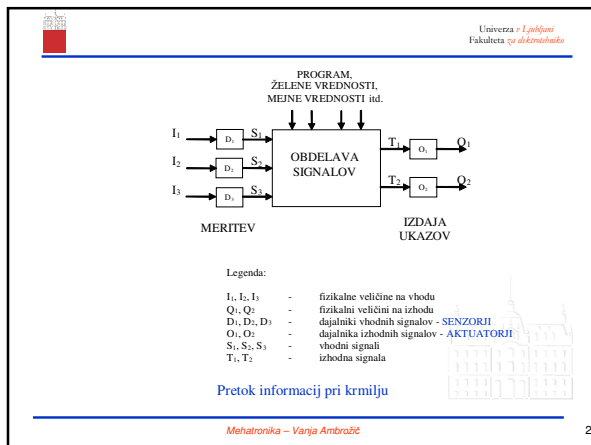 Univerza v Ljubljani
Fakulteta za elektrotehniko
PROGRAM,
ŽELENE VREDNOSTI,
MEJNE VREDNOSTI itd.
I1 D1 S1
I2 D2 S2
I3 D3 S3
OBDELAVA
SIGNALOV
T1 O1 Q1
T2 O2 Q2
MERITEV
IZDAJA
UKAZOV
Legenda:
I1, I2, I3 - fizikalne veličine na vhodu
Q1, Q2 - fizikalni veličini na izhodu
D1, D2, D3 - dajalniki vhodnih signalov - SENZORJI
O1, O2 - dajalnika izhodnih signalov - AKTUATORJI
S1, S2, S3 - vhodni signali
T1, T2 - izhodna signala
Pretok informacij pri krmilju
Mehatronika – Vanja Ambrožič
2